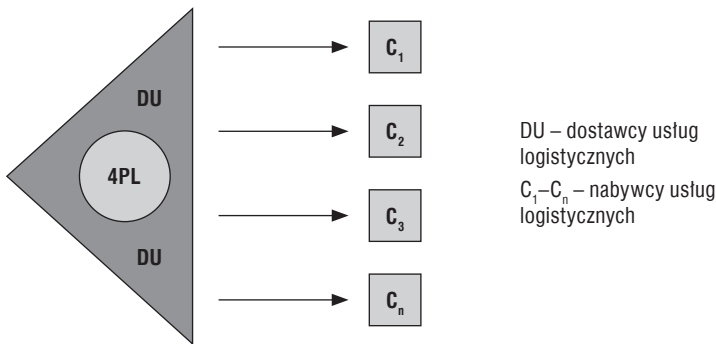 DU
4PL
DU
C₁
C₂
C₃
Cₙ
DU – dostawcy usług
logistycznych
C₁–Cₙ – nabywcy usług
logistycznych